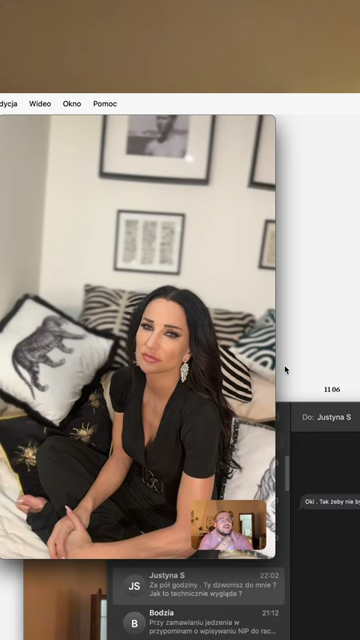 dycja Wideo Okno Pomoc
11 06
Do: Justyna S
Oki . Tak żeby nie by
Justyna S 22:02
JS
Za pół godziny . Ty dzwonisz do mnie ?
Jak to technicznie wygląda ?
Bodzia 21:12
B
Przy zamawianiu jedzenia w
przypominam o wpisywaniu NIP do rac...